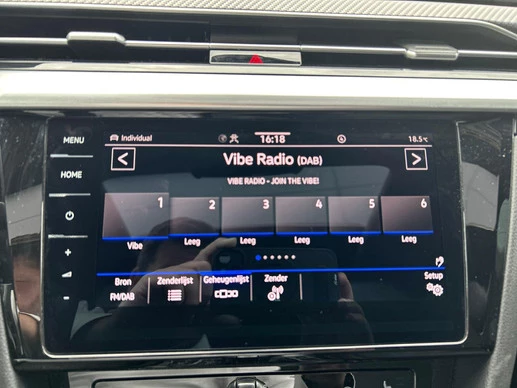 MENU
HOME
Individual
16:18
18.5°C
Vibe Radio (DAB)
VIBE RADIO - JOIN THE VIBE!
1 2 3 4 5 6
Vibe Leeg Leeg Leeg Leeg Leeg
Bron Zenderlijst Geheugenlijst Zender Setup
FM/DAB